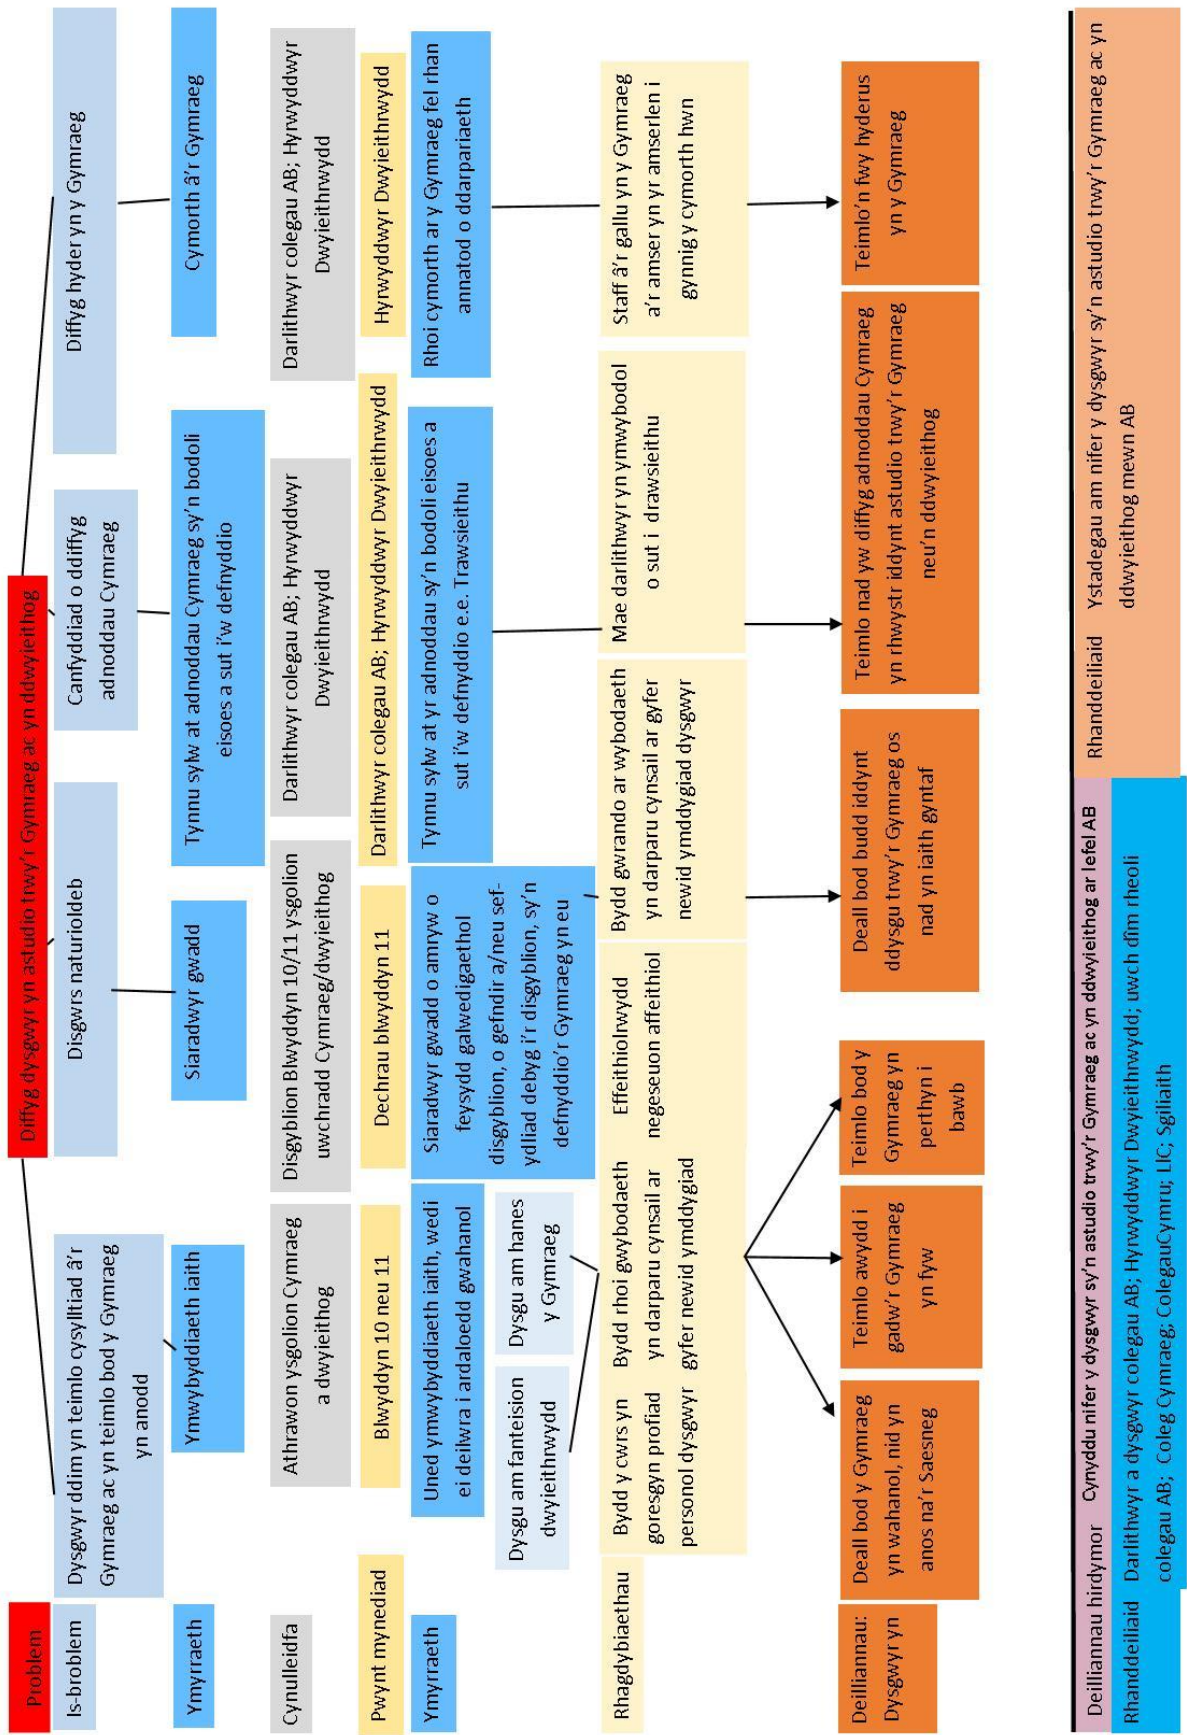 Problem
Diffyg dysgwyr yn astudio trwy'r Gymraeg ac yn ddwyieithog
Is-broblem
Dysgwyr ddim yn teimlo cysylltiad â'r
Gymraeg ac yn teimlo bod y Gymraeg
yn anodd
Disgwrs naturioldeb
Canfyddiad o ddiffyg
adnoddau Cymraeg
Diffyg hyder yn y Gymraeg
Ymyrraeth
Ymwybyddiaeth iaith
Siaradwyr gwadd
Tynnu sylw at adnoddau Cymraeg sy'n bodoli
eisoes a sut i'w defnyddio
Cymorth â'r Gymraeg
Cynulleidfa
Athrawon ysgolion Cymraeg
a dwyieithog
Disgyblion Blwyddyn 10/11 ysgolion
uwchradd Cymraeg/dwyieithog
Darlithwyr colegau AB; Hyrwyddwyr
Dwyieithrwydd
Darlithwyr colegau AB; Hyrwyddwyr
Dwyieithrwydd
Pwynt mynediad
Blwyddyn 10 neu 11
Dechrau blwyddyn 11
Darlithwyr colegau AB; Hyrwyddwyr Dwyieithrwydd
Hyrwyddwyr Dwyieithrwydd
Ymyrraeth
Uned ymwybyddiaeth iaith, wedi
ei deilwra i ardaloedd gwahanol
Siaradwyr gwadd o amryw o
feysydd galwedigaethol
disgyblion, o gefndir a/neu sef-
ydlliad debyg i'r disgyblion, sy'n
defnyddio'r Gymraeg yn eu
Tynnu sylw at yr adnoddau sy'n bodoli eisoes a
sut i'w defnyddio e.e. Trawsieithu
Rhoi cymorth ar y Gymraeg fel rhan
annatod o ddarpariaeth
Dysgu am fanteision
dwyieithrwydd
Dysgu am hanes
y Gymraeg
Rhagdybiaethau
Bydd y cwrs yn
goresgyn profiad
personol dysgwyr
Bydd rhoi gwybodaeth
yn darparu cynsail ar
gyfer newid ymddygiad
Effeithiolrwydd
negeseuon affeithiol
Bydd gwrando ar wybodaeth
yn darparu cynsail ar gyfer
newid ymddygiad dysgwyr
Mae darlithwyr yn ymwybodol
o sut i drawsieithu
Staff â'r gallu yn y Gymraeg
a'r amser yn yr amserlen i
gynnig y cymorth hwn
Deilliannau:
Dysgwyr yn
Deall bod y Gymraeg
yn wahanol, nid yn
anos na'r Saesneg
Teimlo awydd i
gadw'r Gymraeg
yn fyw
Teimlo bod y
Gymraeg yn
perthyn i
bawb
Deall bod budd iddynt
ddysgu trwy'r Gymraeg os
nad yn iaith gyntaf
Teimlo nad yw diffyg adnoddau Cymraeg
yn rhwystr iddynt astudio trwy'r Gymraeg
neu'n ddwyieithog
Teimlo'n fwy hyderus
yn y Gymraeg
Deilliannau hirdymor
Cynyddu nifer y dysgwyr sy'n astudio trwy'r Gymraeg ac yn ddwyieithog ar lefel AB
Rhanddeiliaid
Darlithwyr a dysgwyr colegau AB; Hyrwyddwyr Dwyieithrwydd; uwch dîm rheoli
colegau AB; Coleg Cymraeg; ColegauCymru; LlC; Sgiliaith
Rhanddeiliaid
Ystadegau am nifer y dysgwyr sy'n astudio trwy'r Gymraeg ac yn
ddwyieithog mewn AB